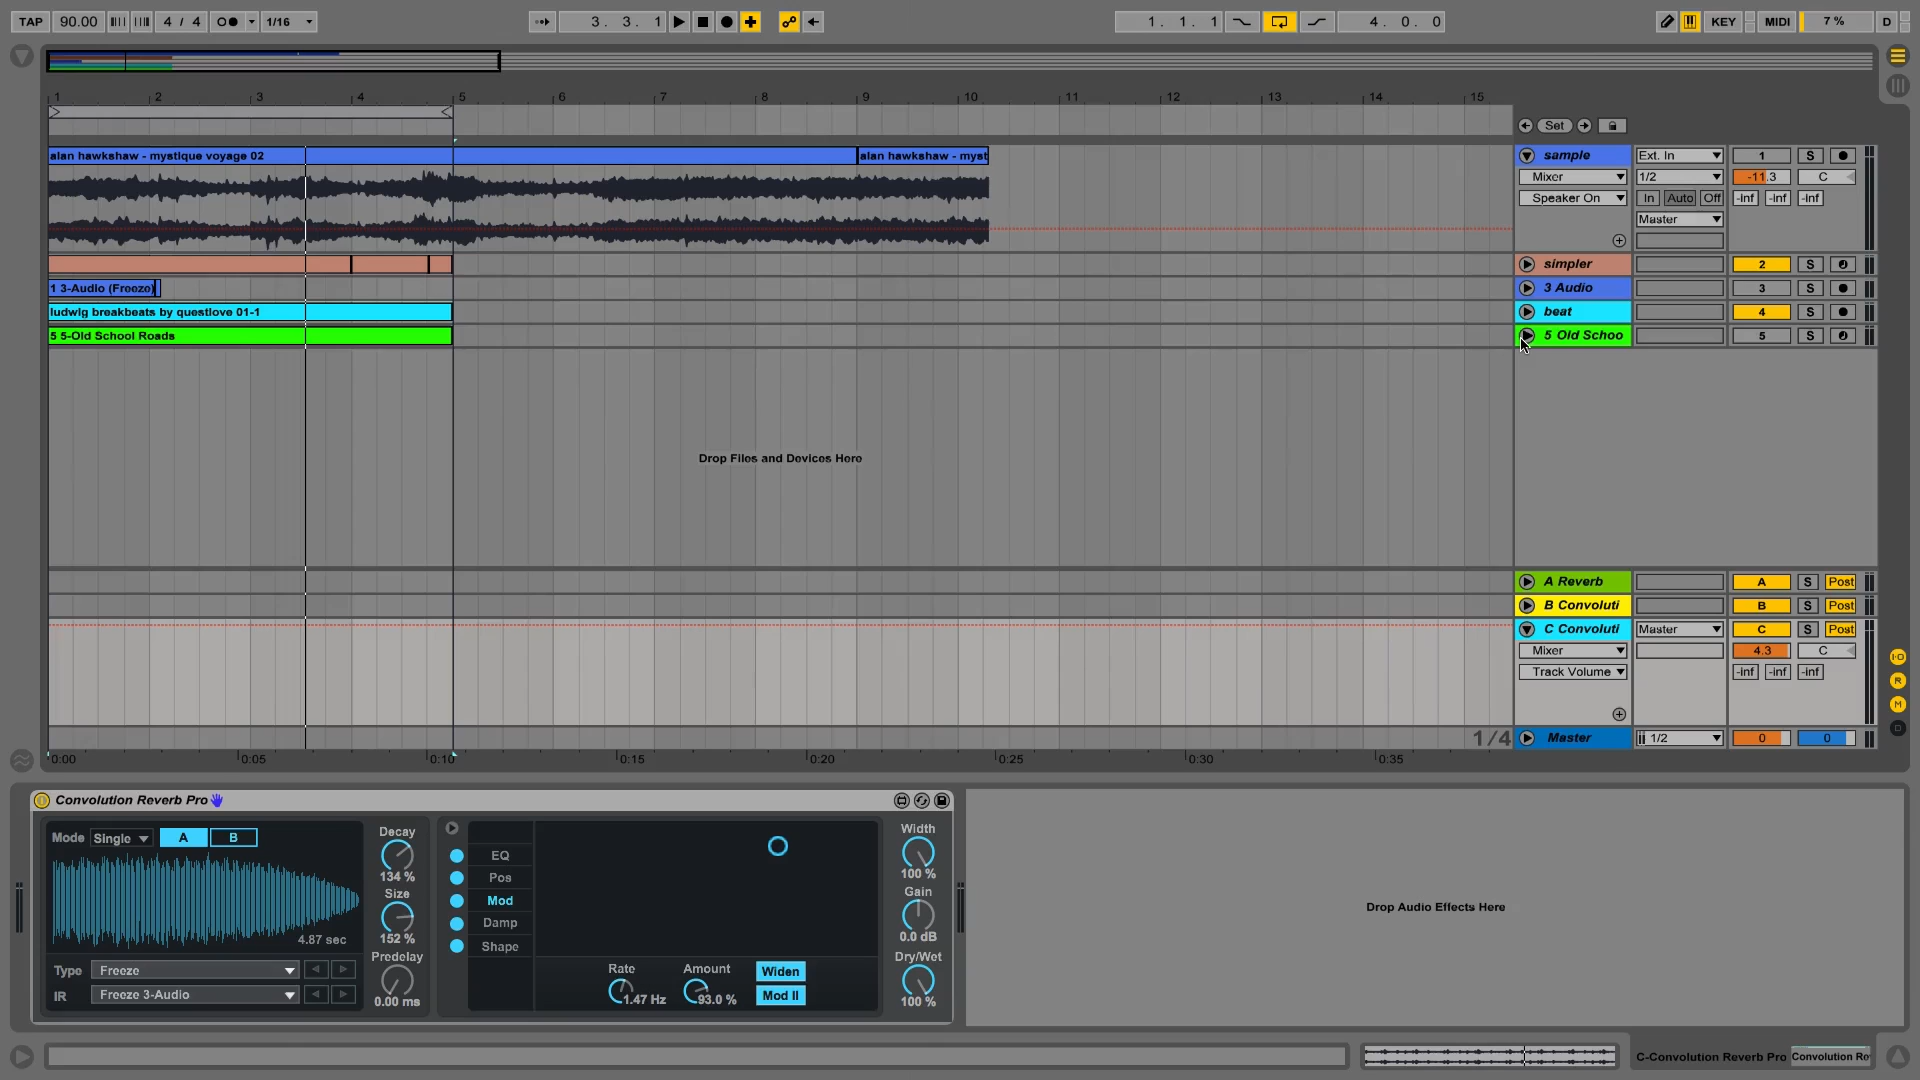 TAP 90.00 4 / 4 1/16 3. 3. 1 1. 1. 1 4. 0. 0 KEY MIDI 7 % D
1 2 3 4 5 6 7 8 9 10 11 12 13 14 15
Set
alan hawkshaw - mystique voyage 02 alan hawkshaw - myst sample Ext. In 1 S
Mixer 1/2 -11.3 C
Speaker On In Auto Off -inf -inf -inf
Master
simpler 2 S
1 3-Audio (Freeze) 3 Audio 3 S
ludwig breakbeats by questlove 01-1 beat 4 S
5 5-Old School Roads 5 Old Schoo 5 S
Drop Files and Devices Here
A Reverb A S Post
B Convoluti B S Post
C Convoluti Master C S Post
Mixer 4.3 C
Track Volume -inf -inf -inf
I·O
R
M
D
1/4 Master 1/2 0 0
0:00 0:05 0:10 0:15 0:20 0:25 0:30 0:35
Convolution Reverb Pro
Mode Single A B
Decay
134 %
Size
152 %
4.87 sec
Predelay
0.00 ms
Type Freeze
IR Freeze 3-Audio
EQ
Pos
Mod
Damp
Shape
Rate
1.47 Hz
Amount
93.0 %
Widen
Mod II
Width
100 %
Gain
0.0 dB
Dry/Wet
100 %
Drop Audio Effects Here
C-Convolution Reverb Pro Convolution Re